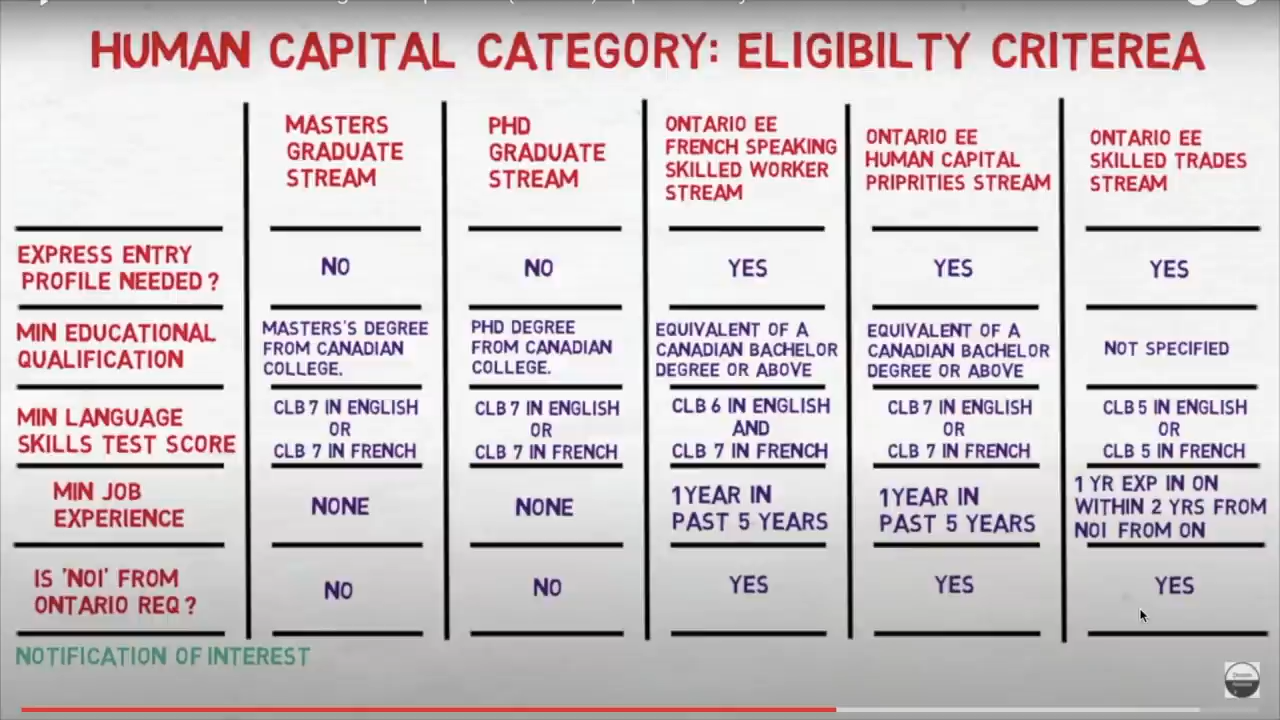 HUMAN CAPITAL CATEGORY: ELIGIBILTY CRITEREA
MASTERS
GRADUATE
STREAM
PHD
GRADUATE
STREAM
ONTARIO EE
FRENCH SPEAKING
SKILLED WORKER
STREAM
ONTARIO EE
HUMAN CAPITAL
PRIPRITIES STREAM
ONTARIO EE
SKILLED TRADES
STREAM
EXPRESS ENTRY
PROFILE NEEDED ?
NO
NO
YES
YES
YES
MIN EDUCATIONAL
QUALIFICATION
MASTERS'S DEGREE
FROM CANADIAN
COLLEGE.
PHD DEGREE
FROM CANADIAN
COLLEGE.
EQUIVALENT OF A
CANADIAN BACHELOR
DEGREE OR ABOVE
EQUIVALENT OF A
CANADIAN BACHELOR
DEGREE OR ABOVE
NOT SPECIFIED
MIN LANGUAGE
SKILLS TEST SCORE
CLB 7 IN ENGLISH
OR
CLB 7 IN FRENCH
CLB 7 IN ENGLISH
OR
CLB 7 IN FRENCH
CLB 6 IN ENGLISH
AND
CLB 7 IN FRENCH
CLB 7 IN ENGLISH
OR
CLB 7 IN FRENCH
CLB 5 IN ENGLISH
OR
CLB 5 IN FRENCH
MIN JOB
EXPERIENCE
NONE
NONE
1 YEAR IN
PAST 5 YEARS
1 YEAR IN
PAST 5 YEARS
1 YR EXP IN ON
WITHIN 2 YRS FROM
NOI FROM ON
IS 'NOI' FROM
ONTARIO REQ ?
NO
NO
YES
YES
YES
NOTIFICATION OF INTEREST